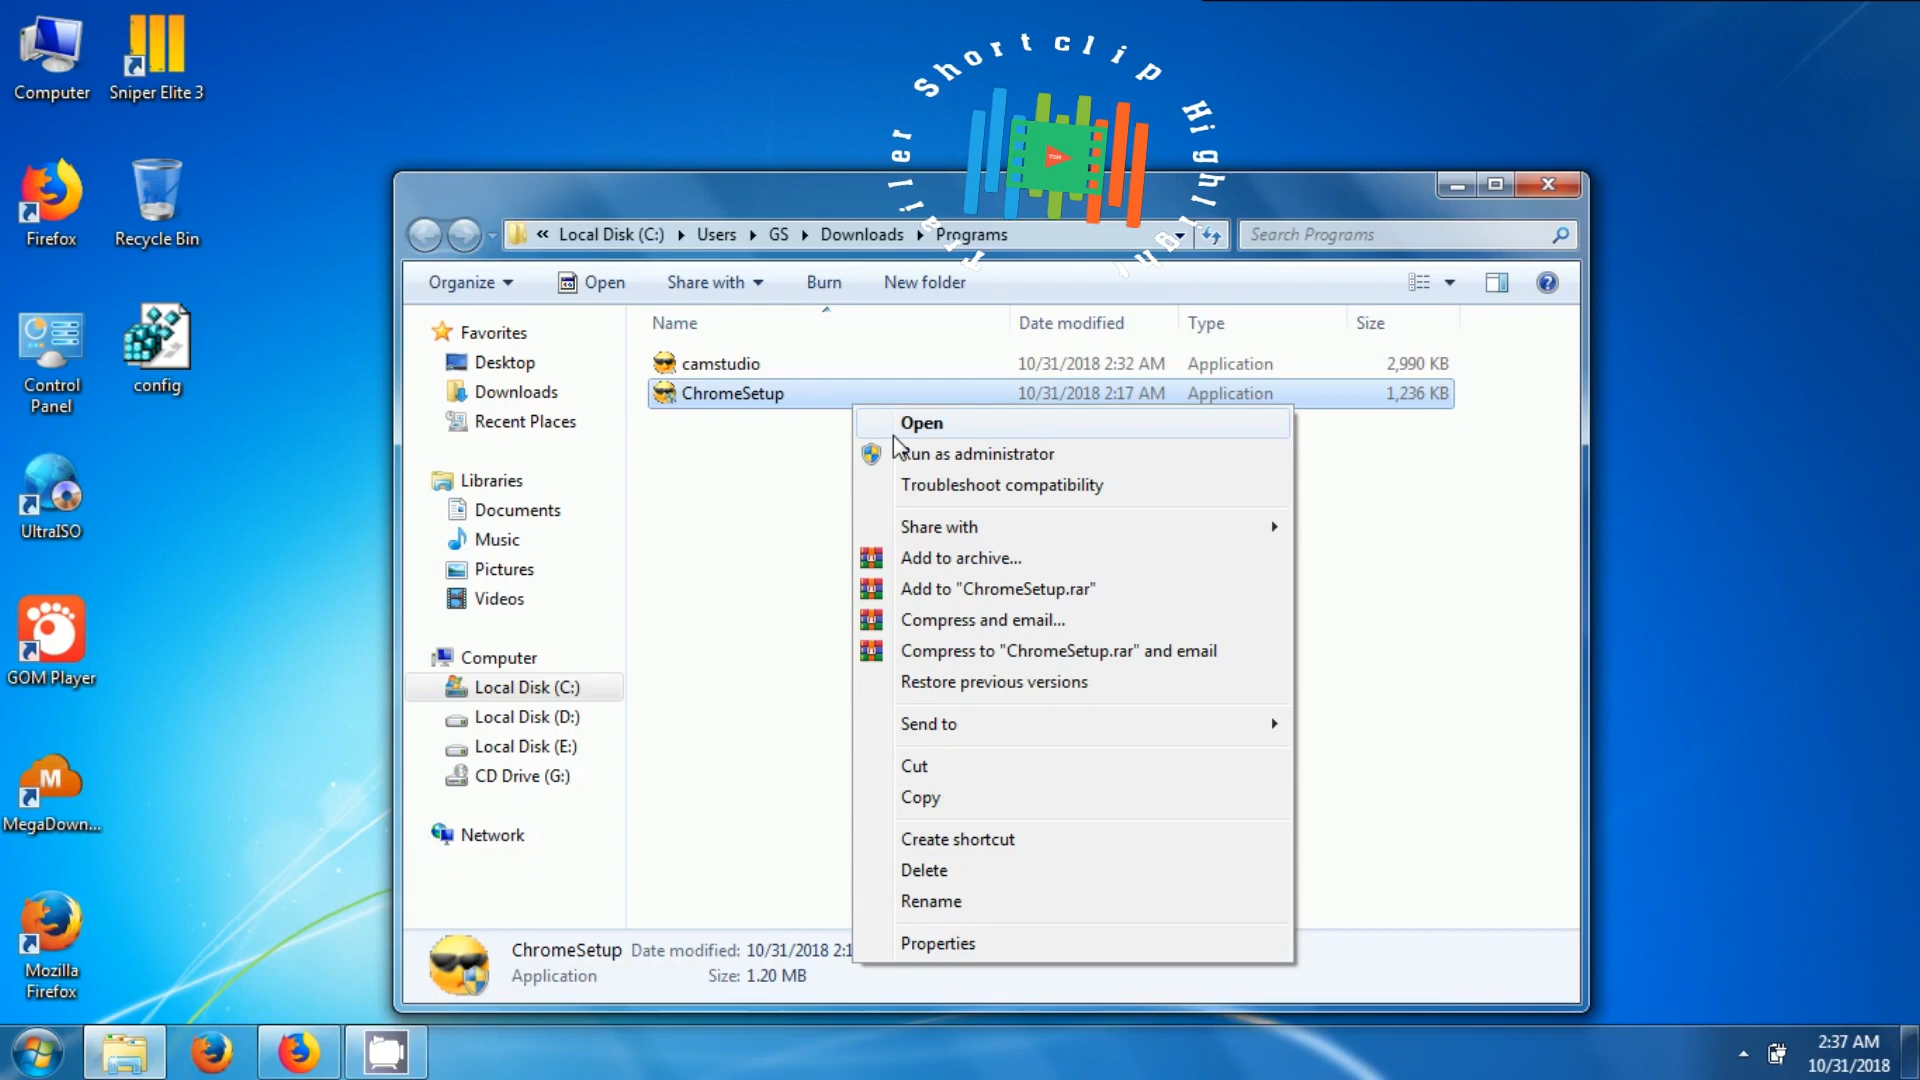 Computer
Sniper Elite 3
Firefox
Recycle Bin
Control
Panel
config
UltraISO
GOM Player
MegaDown...
Mozilla
Firefox
Trailer Shortclip Highlight
TSH
« Local Disk (C:) Users GS Downloads Programs
Search Programs
Organize Open Share with Burn New folder
Favorites
Desktop
Downloads
Recent Places
Libraries
Documents
Music
Pictures
Videos
Computer
Local Disk (C:)
Local Disk (D:)
Local Disk (E:)
CD Drive (G:)
Network
Name Date modified Type Size
camstudio 10/31/2018 2:32 AM Application 2,990 KB
ChromeSetup 10/31/2018 2:17 AM Application 1,236 KB
Open
Run as administrator
Troubleshoot compatibility
Share with
Add to archive...
Add to "ChromeSetup.rar"
Compress and email...
Compress to "ChromeSetup.rar" and email
Restore previous versions
Send to
Cut
Copy
Create shortcut
Delete
Rename
Properties
ChromeSetup Date modified: 10/31/2018 2:1
Application Size: 1.20 MB
2:37 AM
10/31/2018